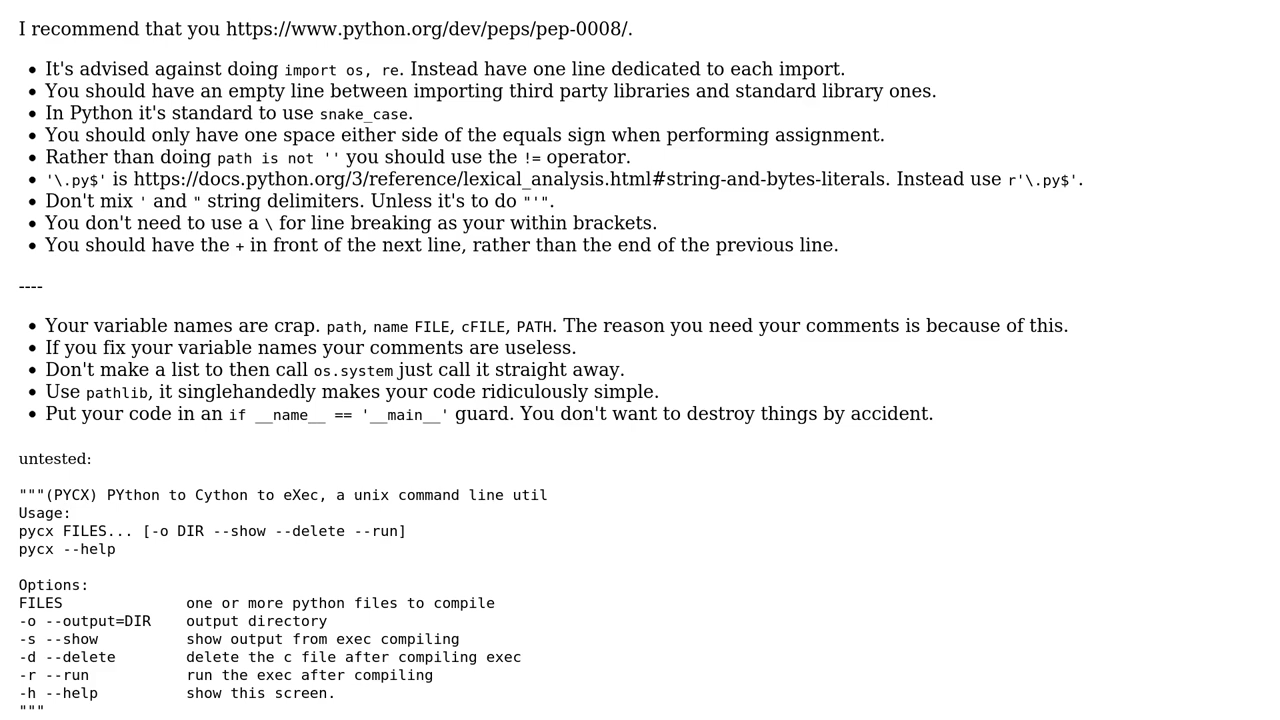 I recommend that you https://www.python.org/dev/peps/pep-0008/.
It's advised against doing import os, re. Instead have one line dedicated to each import.
You should have an empty line between importing third party libraries and standard library ones.
In Python it's standard to use snake_case.
You should only have one space either side of the equals sign when performing assignment.
Rather than doing path is not '' you should use the != operator.
'\.py$' is https://docs.python.org/3/reference/lexical_analysis.html#string-and-bytes-literals. Instead use r'\.py$'.
Don't mix ' and " string delimiters. Unless it's to do "'".
You don't need to use a \ for line breaking as your within brackets.
You should have the + in front of the next line, rather than the end of the previous line.
----
Your variable names are crap. path, name FILE, cFILE, PATH. The reason you need your comments is because of this.
If you fix your variable names your comments are useless.
Don't make a list to then call os.system just call it straight away.
Use pathlib, it singlehandedly makes your code ridiculously simple.
Put your code in an if __name__ == '__main__' guard. You don't want to destroy things by accident.
untested:
"""(PYCX) PYthon to Cython to eXec, a unix command line util
Usage:
pycx FILES... [-o DIR --show --delete --run]
pycx --help
Options:
FILES              one or more python files to compile
-o --output=DIR    output directory
-s --show          show output from exec compiling
-d --delete        delete the c file after compiling exec
-r --run           run the exec after compiling
-h --help          show this screen.
"""